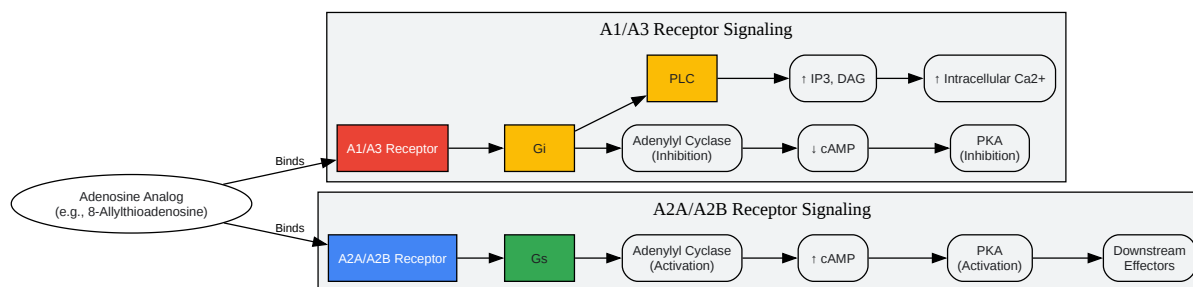 A1/A3 Receptor Signaling
PLC
↑ IP3, DAG
↑ Intracellular Ca2+
A1/A3 Receptor
Gi
Adenylyl Cyclase
(Inhibition)
↓ cAMP
PKA
(Inhibition)
Binds
Adenosine Analog
(e.g., 8-Allylthioadenosine)
Binds
A2A/A2B Receptor Signaling
A2A/A2B Receptor
Gs
Adenylyl Cyclase
(Activation)
↑ cAMP
PKA
(Activation)
Downstream
Effectors